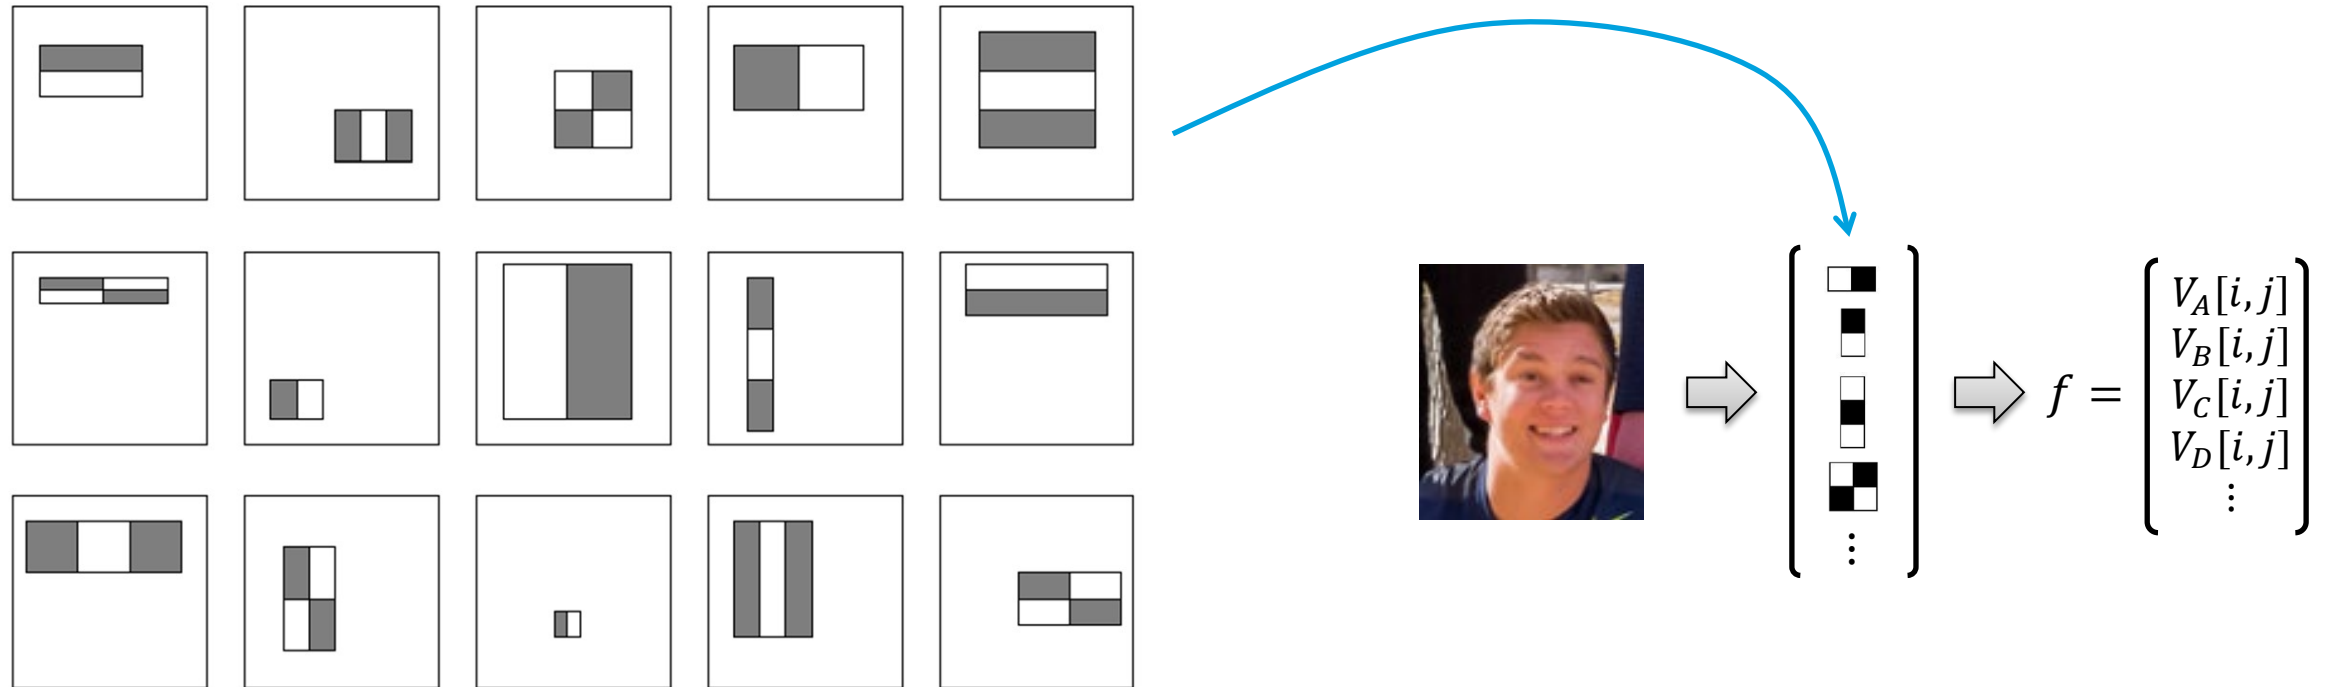 ⋮
f =
V_A[i, j]
V_B[i, j]
V_C[i, j]
V_D[i, j]
⋮